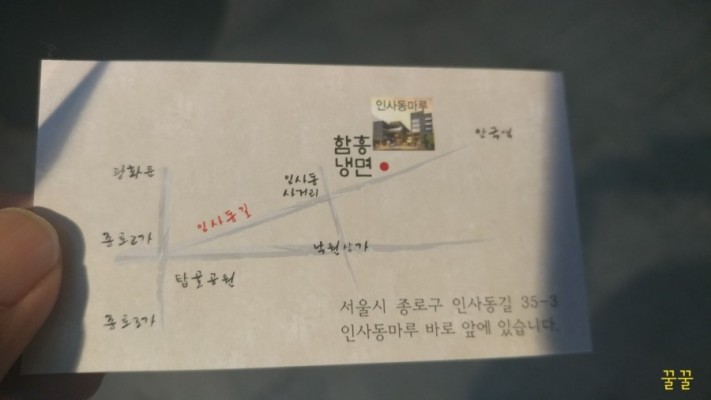 인사동마루
함흥
냉면
안국역
광화문
인사동
사거리
인사동길
종로2가
낙원상가
탑골공원
종로3가
서울시 종로구 인사동길 35-3
인사동마루 바로 앞에 있습니다.
꿀꿀